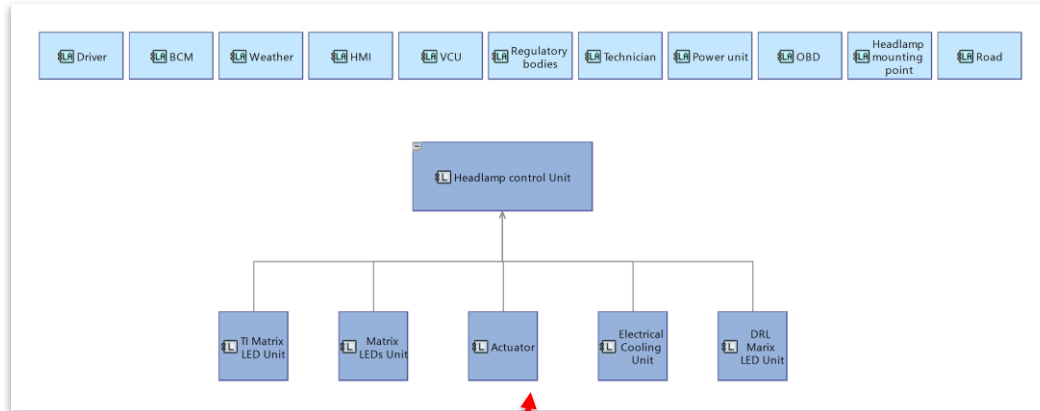 Driver
BCM
Weather
HMI
VCU
Regulatory
bodies
Technician
Power unit
OBD
Headlamp
mounting
point
Road
Headlamp control Unit
TI Matrix
LED Unit
Matrix
LEDs Unit
Actuator
Electrical
Cooling
Unit
DRL
Marix
LED Unit